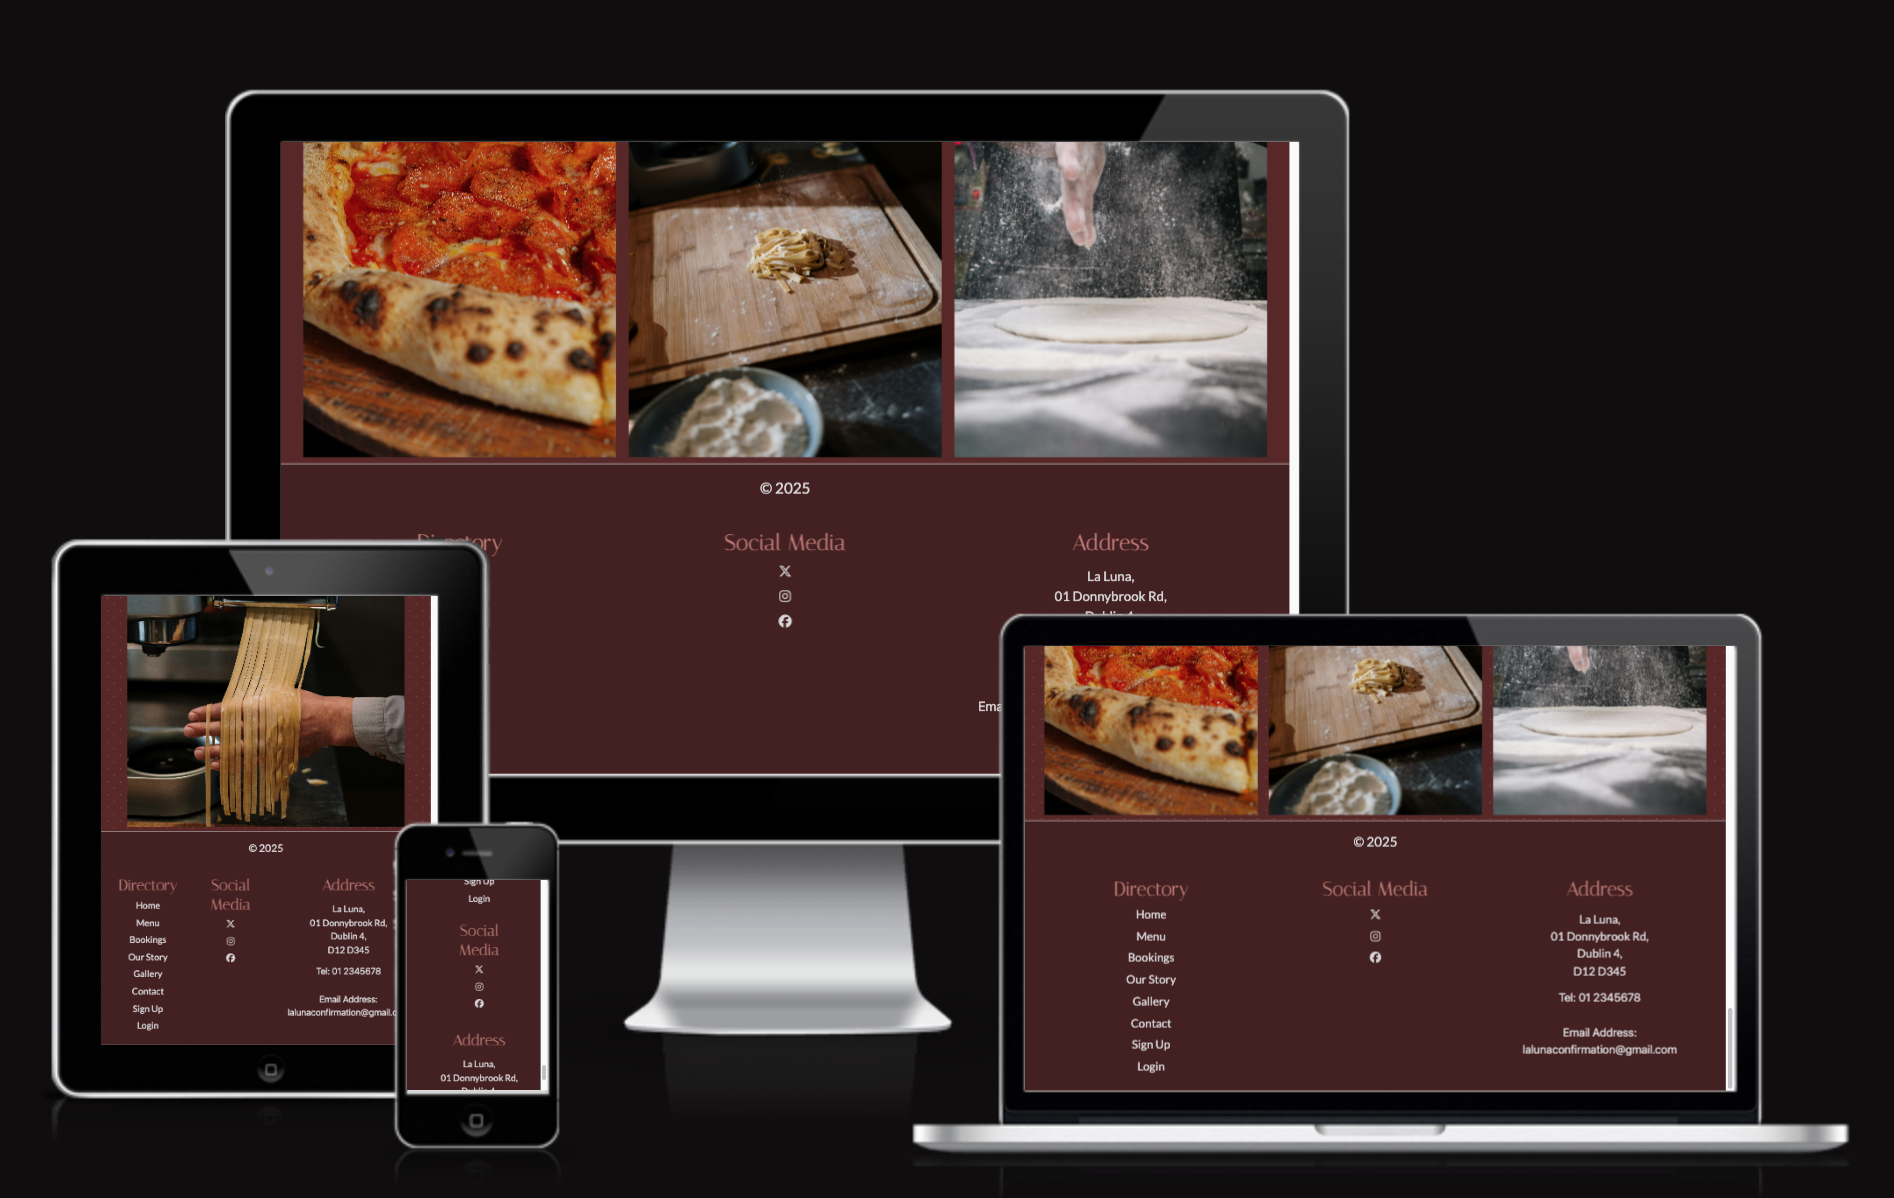 © 2025
Directory
Social Media
Address
La Luna,
01 Donnybrook Rd,
Dublin 4,
© 2025
Directory
Home
Menu
Bookings
Our Story
Gallery
Contact
Sign Up
Login
Social
Media
Address
La Luna,
01 Donnybrook Rd,
Dublin 4,
D12 D345
Tel: 01 2345678
Email Address:
Sign Up
Login
Social
Media
Address
La Luna,
01 Donnybrook Rd,
© 2025
Directory
Home
Menu
Bookings
Our Story
Gallery
Contact
Sign Up
Login
Social Media
Address
La Luna,
01 Donnybrook Rd,
Dublin 4,
D12 D345
Tel: 01 2345678
Email Address:
lalunaconfirmation@gmail.com